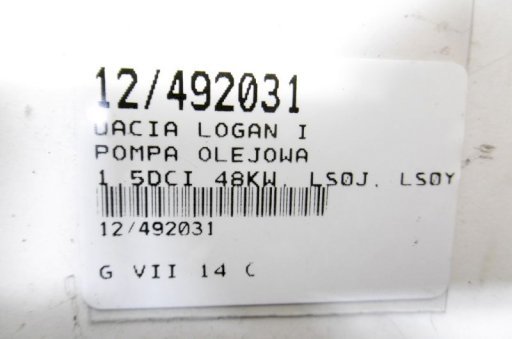 12/492031
DACIA LOGAN I
POMPA OLEJOWA
1.5DCI 48KW, LS0J, LS0Y
12/492031
G VII 14 C